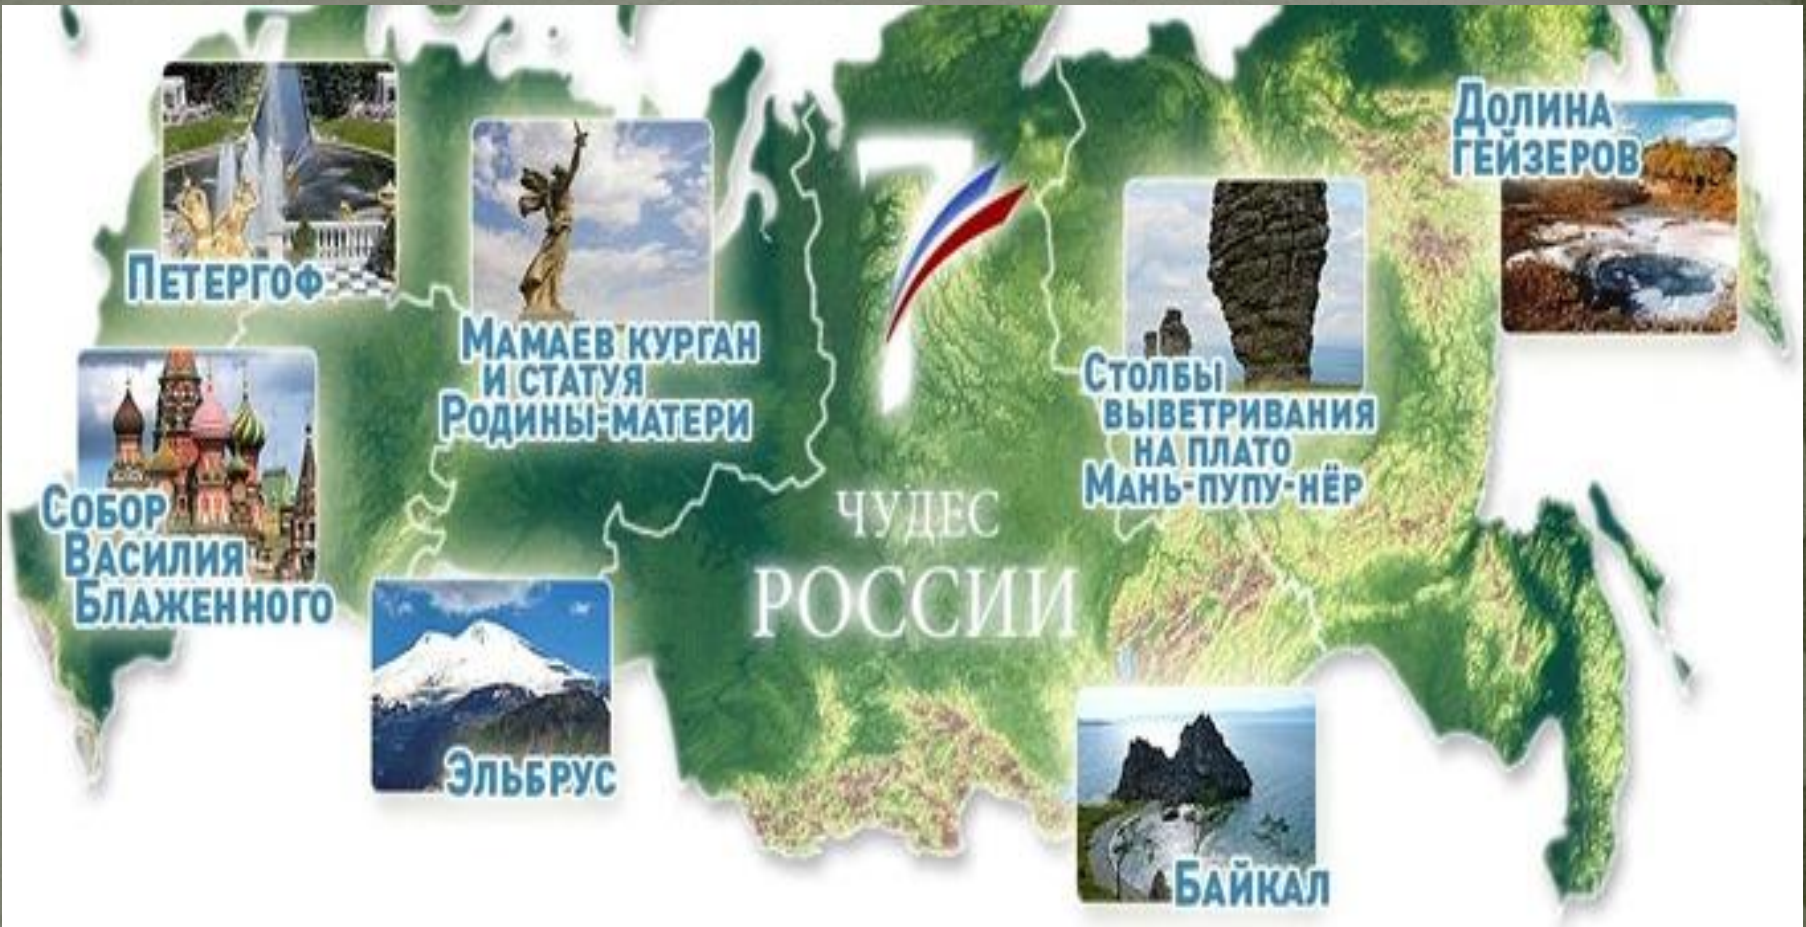 Петергоф
Мамаев курган
и статуя
Родины-матери
7
чудес
России
Долина
гейзеров
Столбы
выветривания
на плато
Мань-пупу-нёр
Собор
Василия
Блаженного
Эльбрус
Байкал